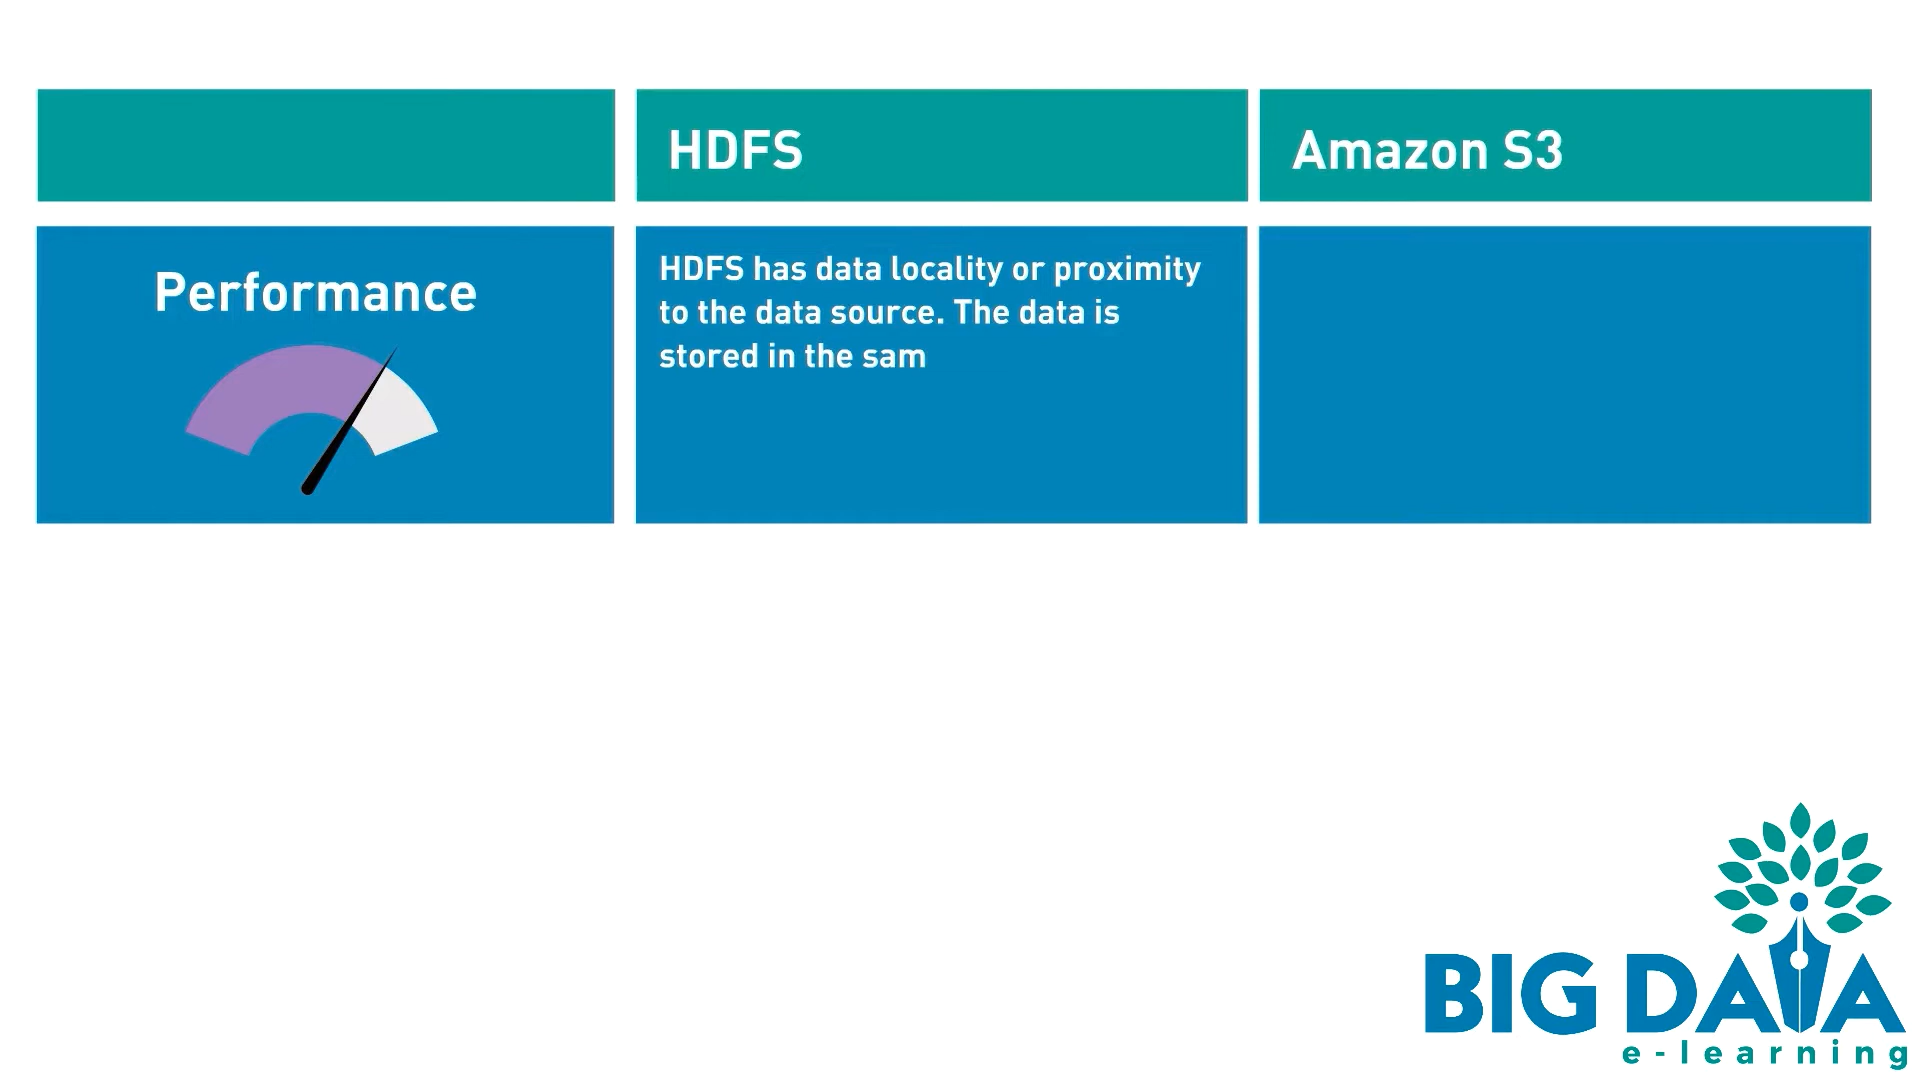 HDFS
Amazon S3
Performance
HDFS has data locality or proximity
to the data source. The data is
stored in the sam
BIG DATA
e-learning